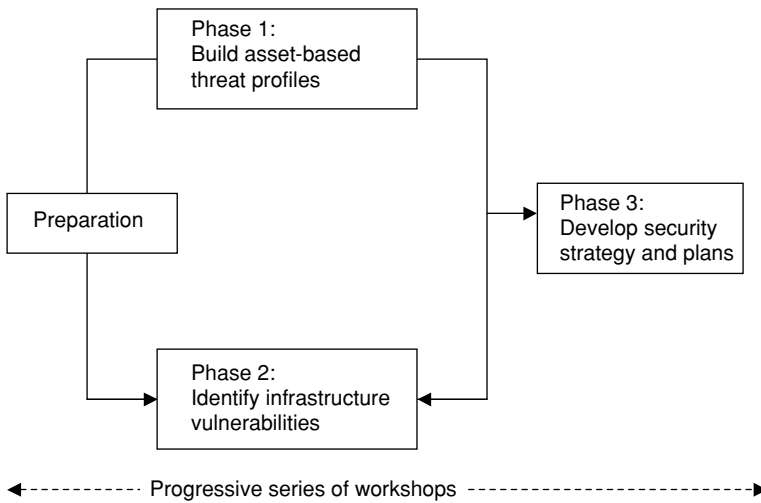 Phase 1:
Build asset-based
threat profiles
Preparation
Phase 3:
Develop security
strategy and plans
Phase 2:
Identify infrastructure
vulnerabilities
Progressive series of workshops